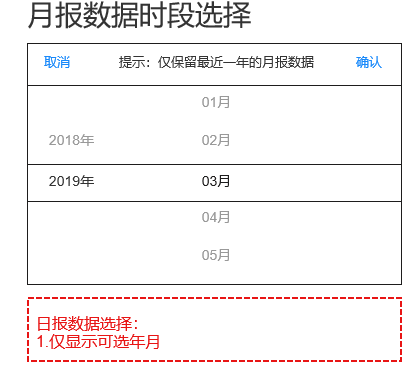 月报数据时段选择
取消 提示：仅保留最近一年的月报数据 确认
01月
2018年 02月
2019年 03月
04月
05月
日报数据选择：
1.仅显示可选年月